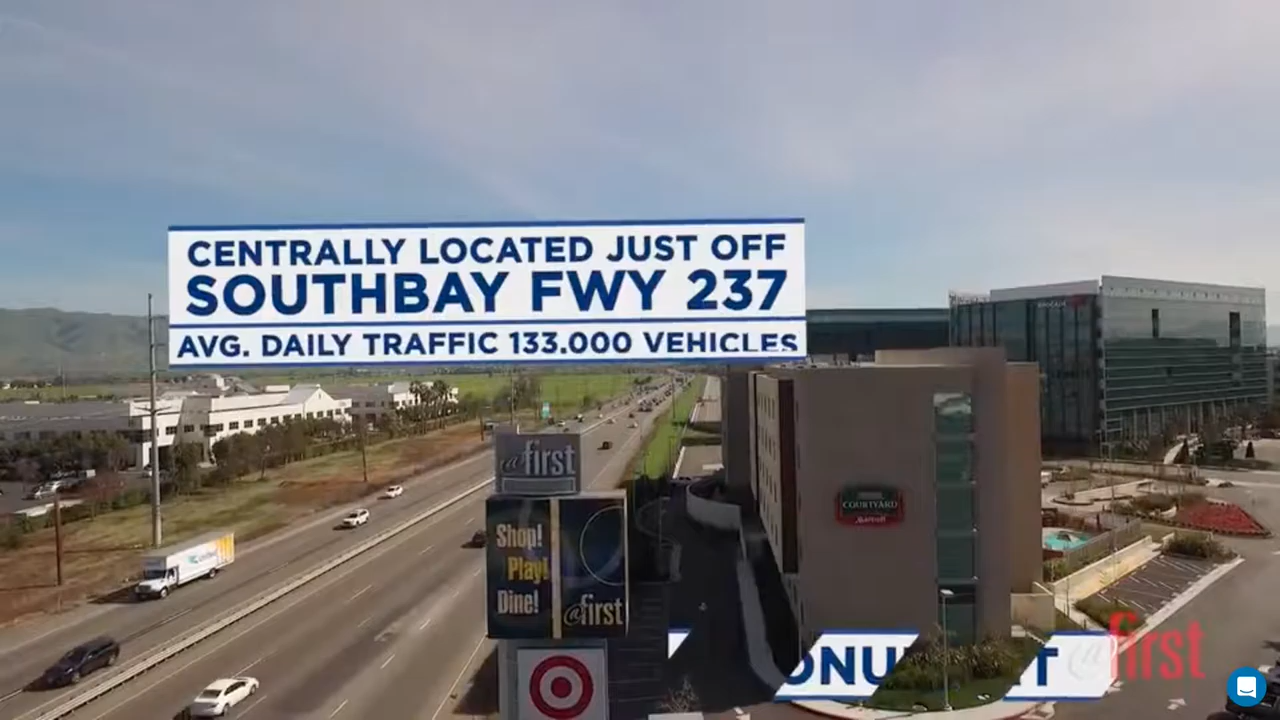 CENTRALLY LOCATED JUST OFF
SOUTHBAY FWY 237
AVG. DAILY TRAFFIC 133.000 VEHICLES
@first
Shop!
Play!
Dine!
@first
COURTYARD
Marriott
@first